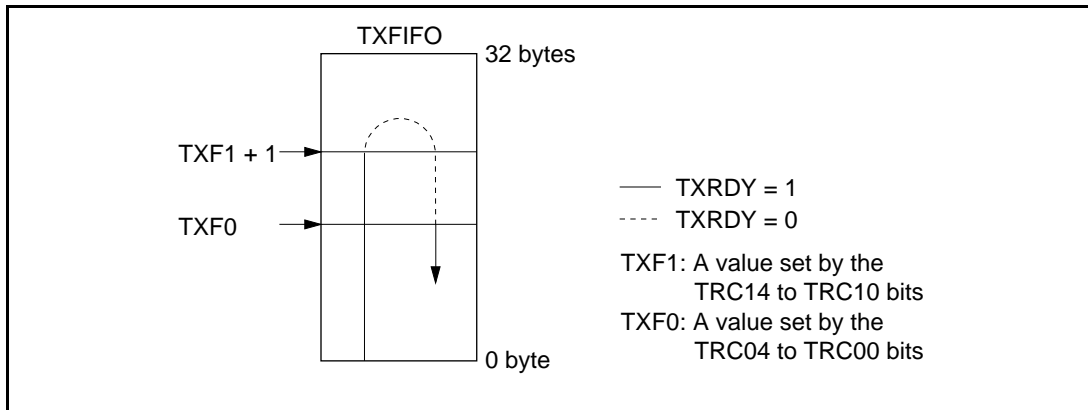 TXFIFO
32 bytes
TXF1 + 1
TXF0
0 byte
TXRDY = 1
TXRDY = 0
TXF1: A value set by the
TRC14 to TRC10 bits
TXF0: A value set by the
TRC04 to TRC00 bits